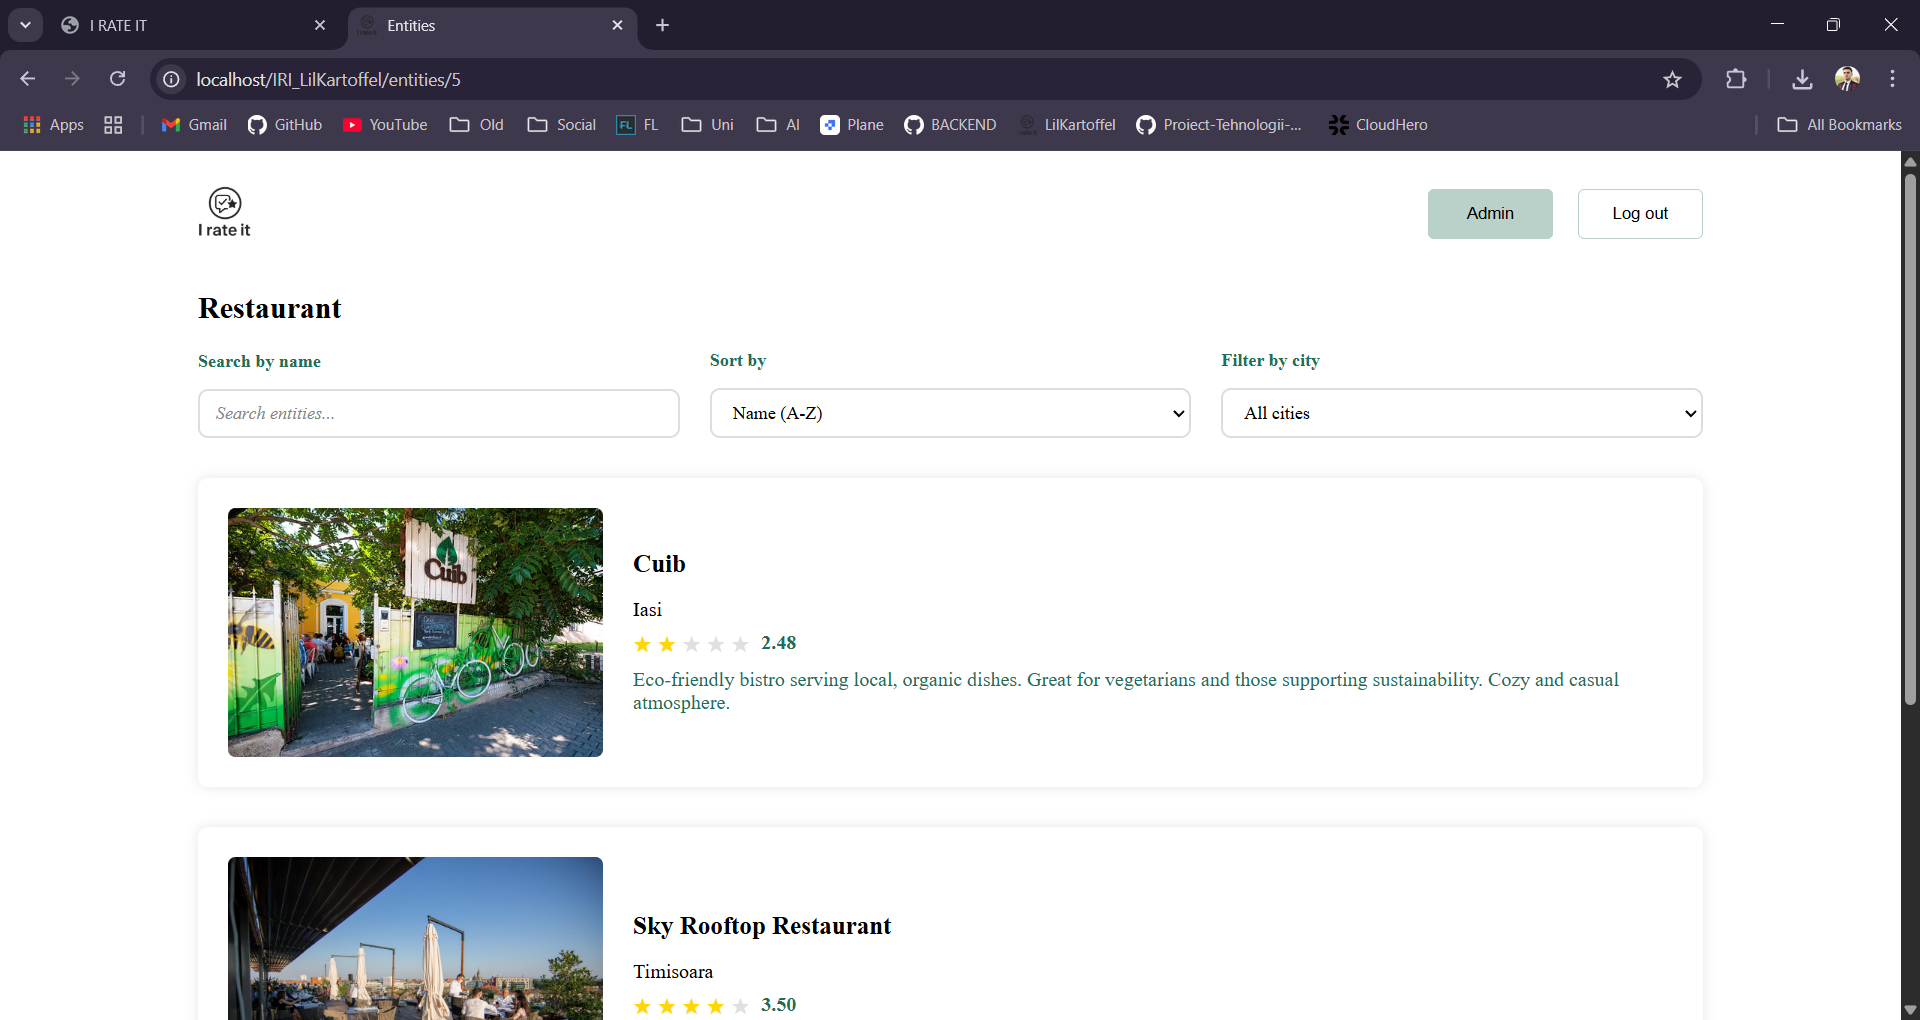 I RATE IT
Entities
localhost/IRI_LilKartoffel/entities/5
Apps
Gmail
GitHub
YouTube
Old
Social
FL
FL
Uni
AI
Plane
BACKEND
LilKartoffel
Proiect-Tehnologii-...
CloudHero
All Bookmarks
I rate it
Admin
Log out
Restaurant
Search by name
Sort by
Filter by city
Search entities...
Name (A-Z)
All cities
Cuib
Cuib
Iasi
2.48
Eco-friendly bistro serving local, organic dishes. Great for vegetarians and those supporting sustainability. Cozy and casual
atmosphere.
Sky Rooftop Restaurant
Timisoara
3.50